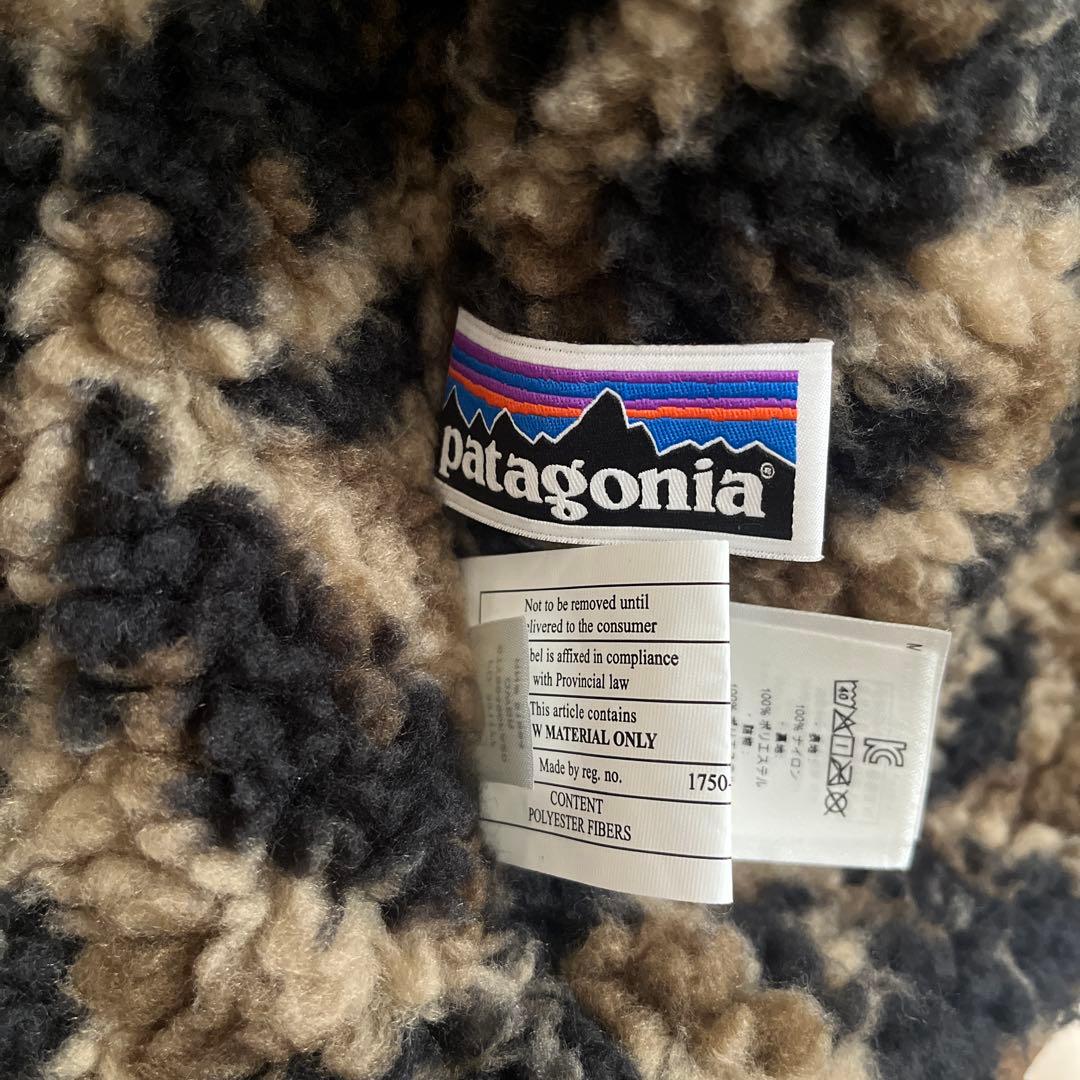 patagonia®
Not to be removed until
elivered to the consumer
bel is affixed in compliance
with Provincial law
This article contains
W MATERIAL ONLY
Made by reg. no. 1750-
CONTENT
POLYESTER FIBERS
N
40
100% ナイロン
100% ポリエステル